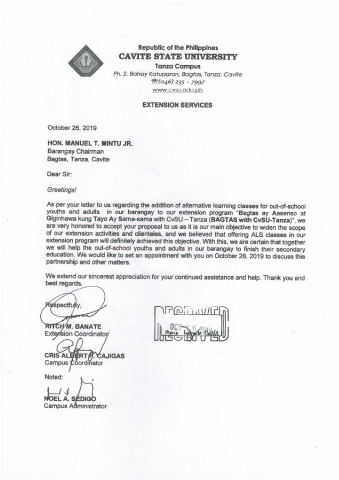 Republic of the Philippines
CAVITE STATE UNIVERSITY
Tanza Campus
Ph. 2, Bahay Katuparan, Bagtas, Tanza, Cavite
☎(046) 235 – 7997
www.cvsu.edu.ph
EXTENSION SERVICES
October 26, 2019
HON. MANUEL T. MINTU JR.
Barangay Chairman
Bagtas, Tanza, Cavite
Dear Sir:
Greetings!
As per your letter to us regarding the addition of alternative learning classes for out-of-school
youths and adults in our barangay to our extension program “Bagtas ay Aasenso at
Giginhawa kung Tayo Ay Sama-sama with CvSU – Tanza (BAGTAS with CvSU-Tanza)”, we
are very honored to accept your proposal to us as it is our main objective to widen the scope
of our extension activities and clienteles, and we believed that offering ALS classes in our
extension program will definitely achieved this objective. With this, we are certain that together
we will help the out-of-school youths and adults in our barangay to finish their secondary
education. We would like to set an appointment with you on October 28, 2019 to discuss this
partnership and other matters.
We extend our sincerest appreciation for your continued assistance and help. Thank you and
best regards.
Respectfully,
RITCH M. BANATE
Extension Coordinator
RECEIVED
CRIS ALBERT R. CAJIGAS
Campus Coordinator
Noted:
NOEL A. SEDIGO
Campus Administrator